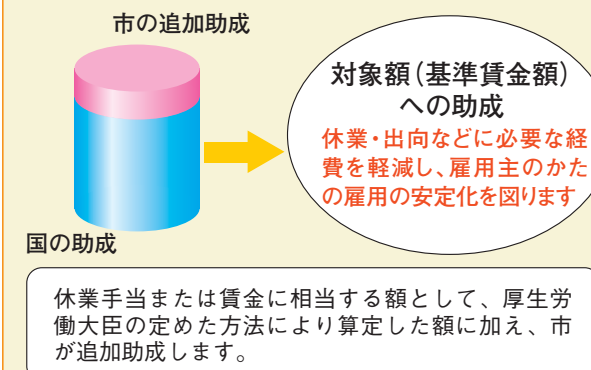 市の追加助成
対象額(基準賃金額)
への助成
休業・出向などに必要な経
費を軽減し、雇用主のかた
の雇用の安定化を図ります
国の助成
休業手当または賃金に相当する額として、厚生労
働大臣の定めた方法により算定した額に加え、市
が追加助成します。